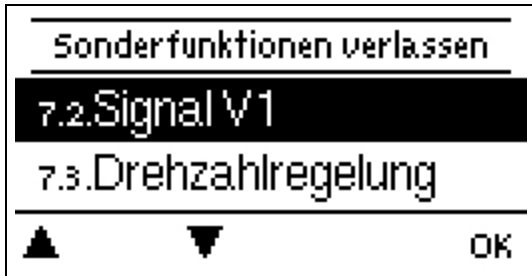 Sonderfunktionen verlassen
7.2.Signal V1
7.3.Drehzahlregelung
OK